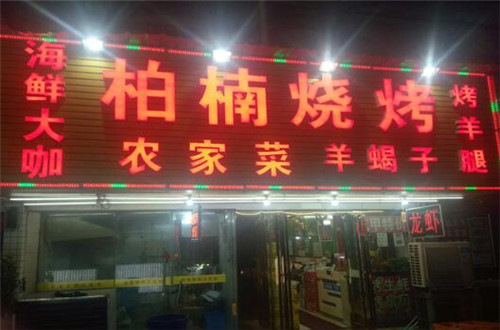 海鲜大咖
柏楠烧烤
农家菜 羊蝎子
烤羊腿
龙虾